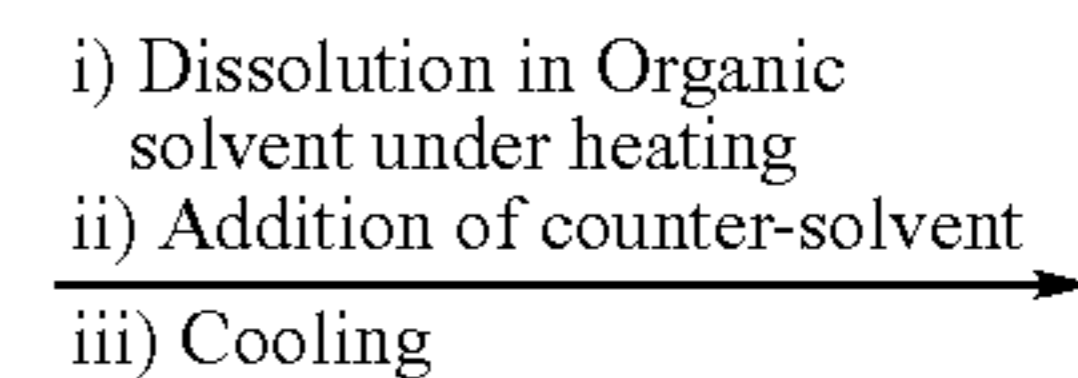 i) Dissolution in Organic
solvent under heating
ii) Addition of counter-solvent
iii) Cooling